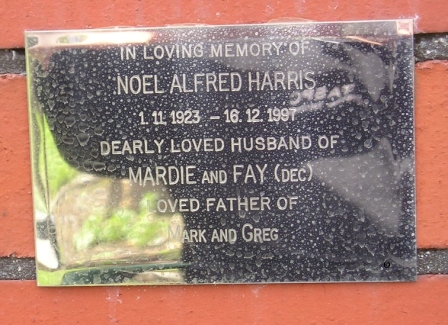 IN LOVING MEMORY OF
NOEL ALFRED HARRIS
1.11.1923 – 16.12.1997
DEARLY LOVED HUSBAND OF
MARDIE AND FAY (DEC)
LOVED FATHER OF
MARK AND GREG